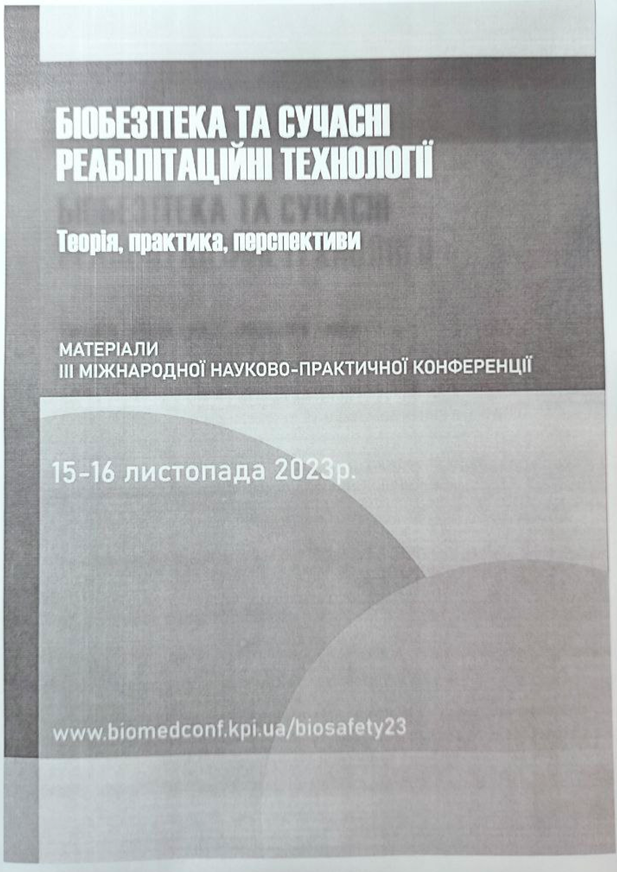 БІОБЕЗПЕКА ТА СУЧАСНІ
РЕАБІЛІТАЦІЙНІ ТЕХНОЛОГІЇ
Теорія, практика, перспективи
МАТЕРІАЛИ
ІІІ МІЖНАРОДНОЇ НАУКОВО-ПРАКТИЧНОЇ КОНФЕРЕНЦІЇ
15-16 листопада 2023р.
www.biomedconf.kpi.ua/biosafety23